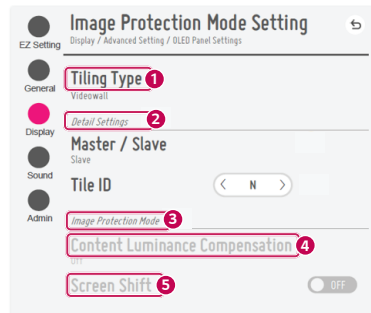 Image Protection Mode Setting
Display / Advanced Setting / OLED Panel Settings
EZ Setting
General
Display
Sound
Admin
Tiling Type 1
Videowall
Detail Settings 2
Master / Slave
Slave
Tile ID
N
Image Protection Mode 3
Content Luminance Compensation 4
Off
Screen Shift 5
OFF